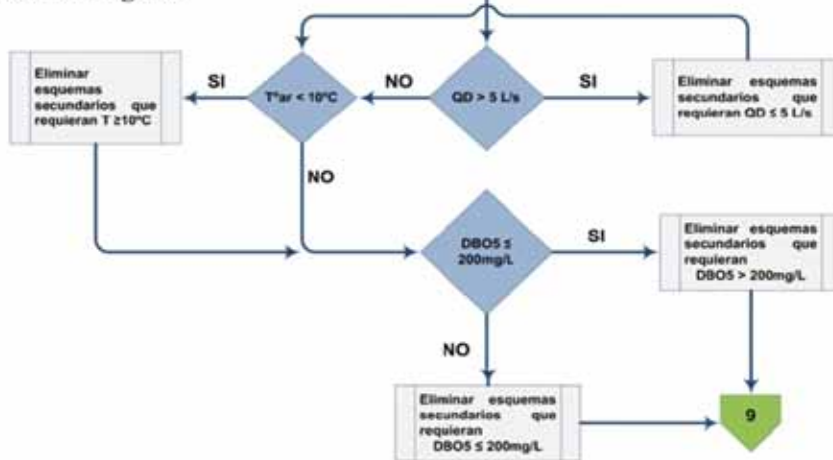 Eliminar
esquemas
secundarios que
requieran T ≥10°C
SI
T°ar < 10°C
NO
QD > 5 L/s
SI
Eliminar esquemas
secundarios que
requieran QD ≤ 5 L/s
NO
DBO5 ≤
200mg/L
SI
Eliminar esquemas
secundarios que
requieran
DBO5 > 200mg/L
NO
Eliminar esquemas
secundarios que
requieran
DBO5 ≤ 200mg/L
9